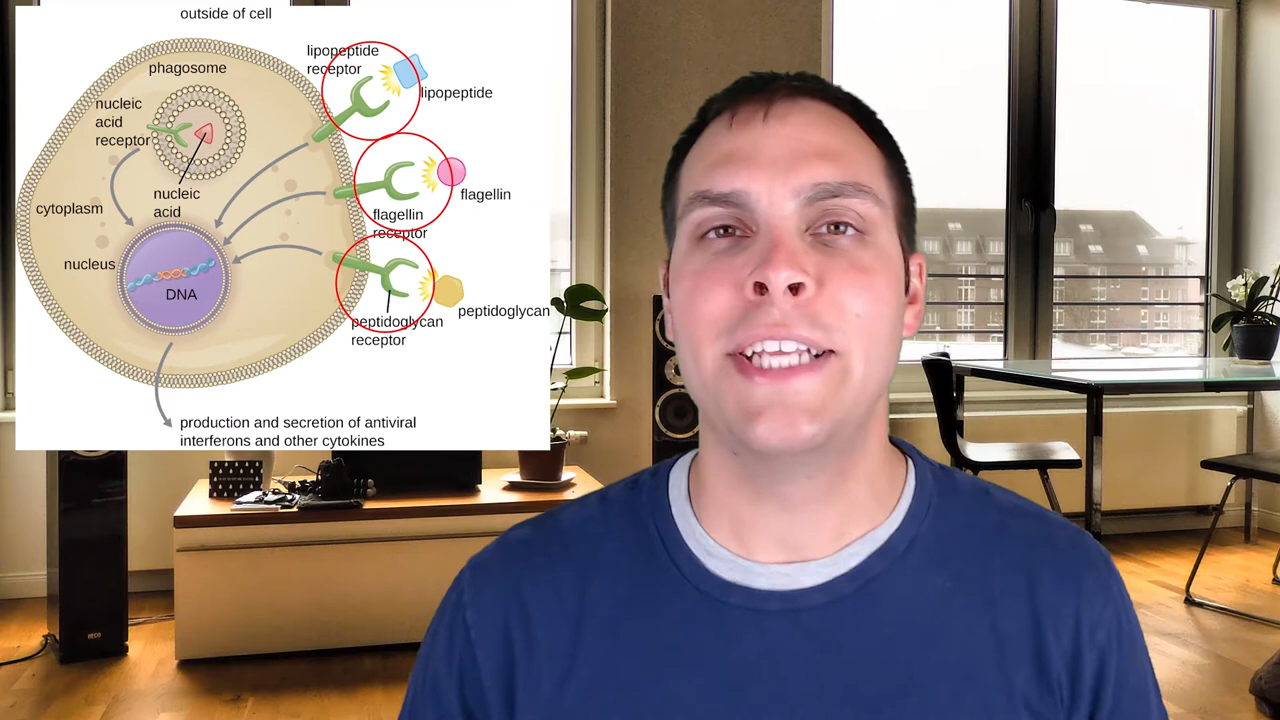 outside of cell
lipopeptide
receptor
phagosome
lipopeptide
nucleic
acid
receptor
nucleic
acid
flagellin
cytoplasm
flagellin
receptor
nucleus
DNA
peptidoglycan
peptidoglycan
receptor
production and secretion of antiviral
interferons and other cytokines
HECO